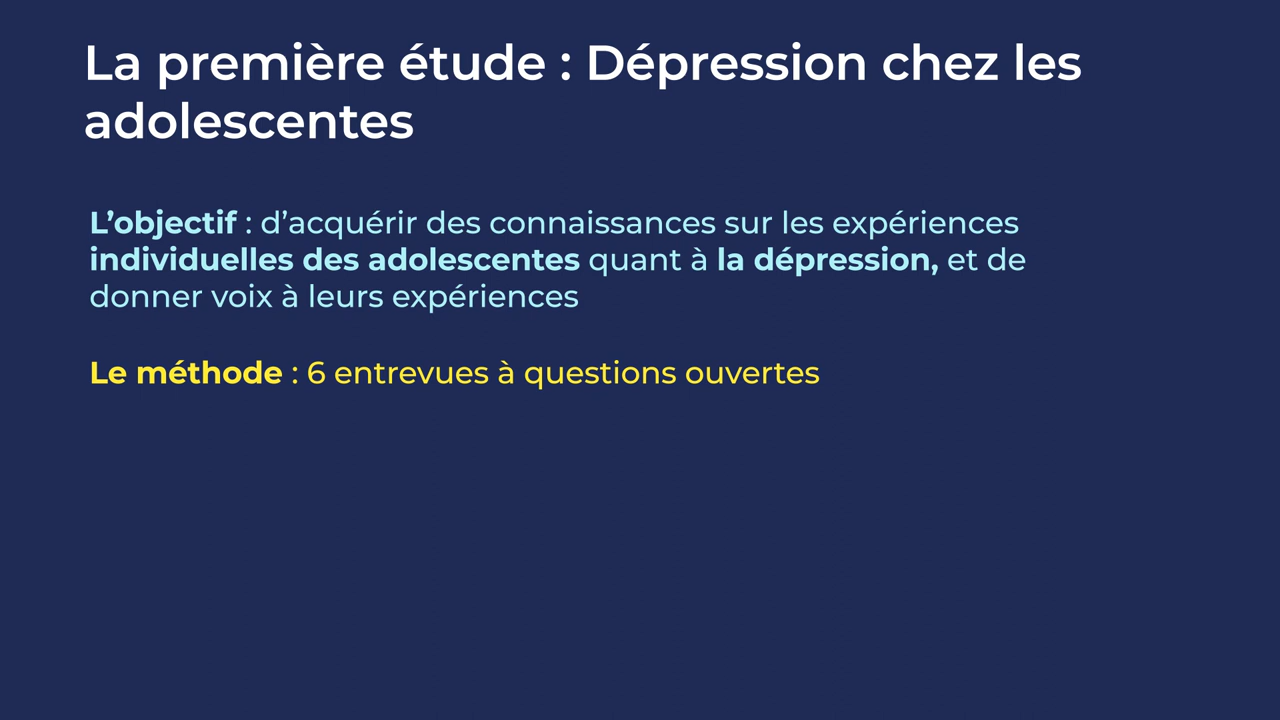 La première étude : Dépression chez les
adolescentes
L’objectif : d’acquérir des connaissances sur les expériences
individuelles des adolescentes quant à la dépression, et de
donner voix à leurs expériences
Le méthode : 6 entrevues à questions ouvertes